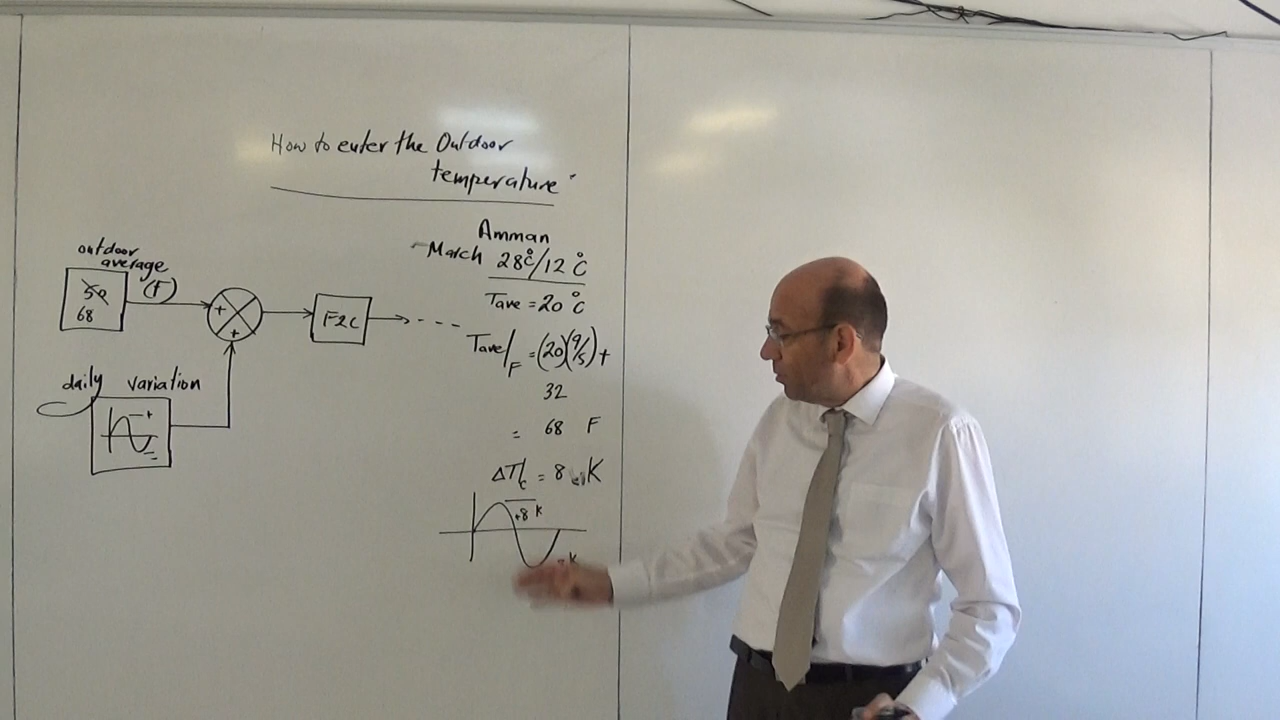 How to enter the Outdoor
temperature
Amman
March 28°C/12°C
Tave = 20°C
Tave/F = (20)(9/5) +
32
= 68 F
ΔT/c = 8 K
+8 K
K
outdoor
average
(F)
50
68
+
+
F2C
daily variation
+
-